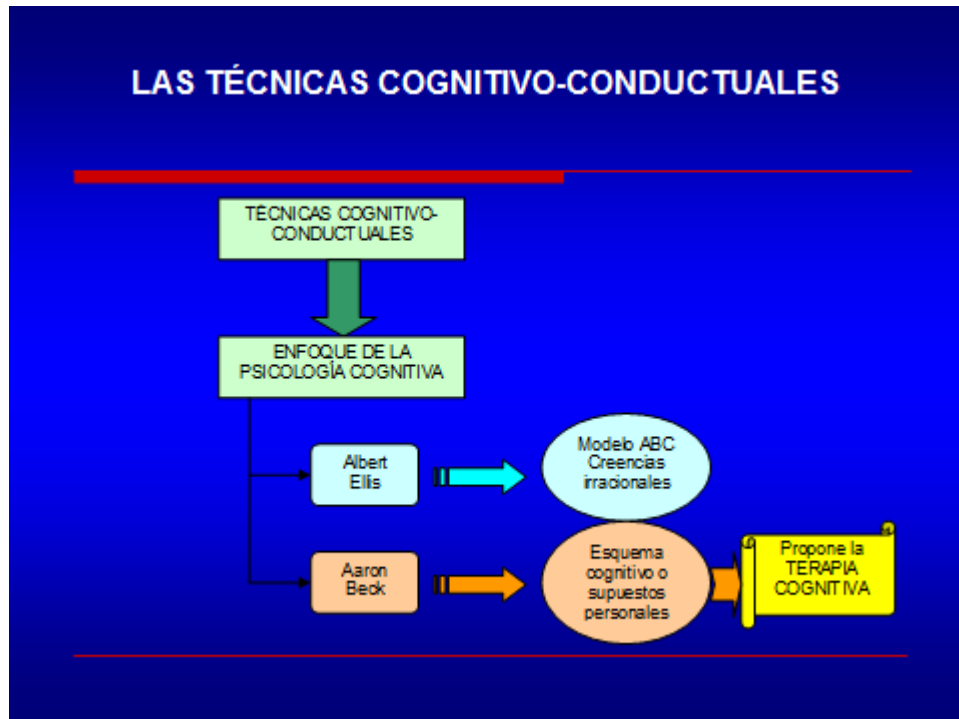 LAS TÉCNICAS COGNITIVO-CONDUCTUALES
TÉCNICAS COGNITIVO-
CONDUCTUALES
ENFOQUE DE LA
PSICOLOGÍA COGNITIVA
Albert
Ellis
Modelo ABC
Creencias
irracionales
Aaron
Beck
Esquema
cognitivo o
supuestos
personales
Propone la
TERAPIA
COGNITIVA